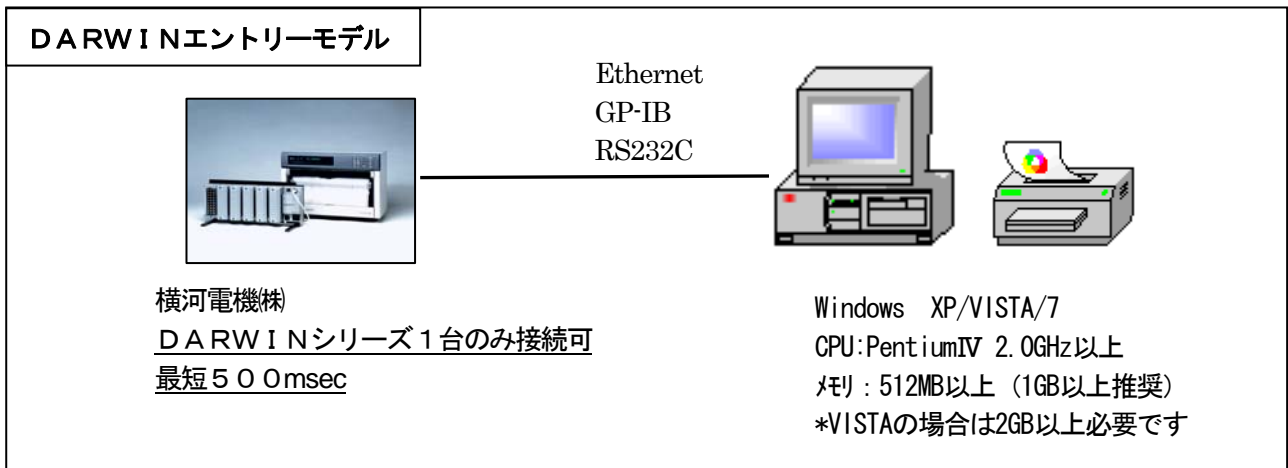 ＤＡＲＷＩＮエントリーモデル
Ethernet
GP-IB
RS232C
横河電機㈱
ＤＡＲＷＩＮシリーズ１台のみ接続可
最短５００msec
Windows　XP/VISTA/7
CPU:PentiumⅣ 2.0GHz以上
ﾒﾓﾘ：512MB以上（1GB以上推奨）
*VISTAの場合は2GB以上必要です